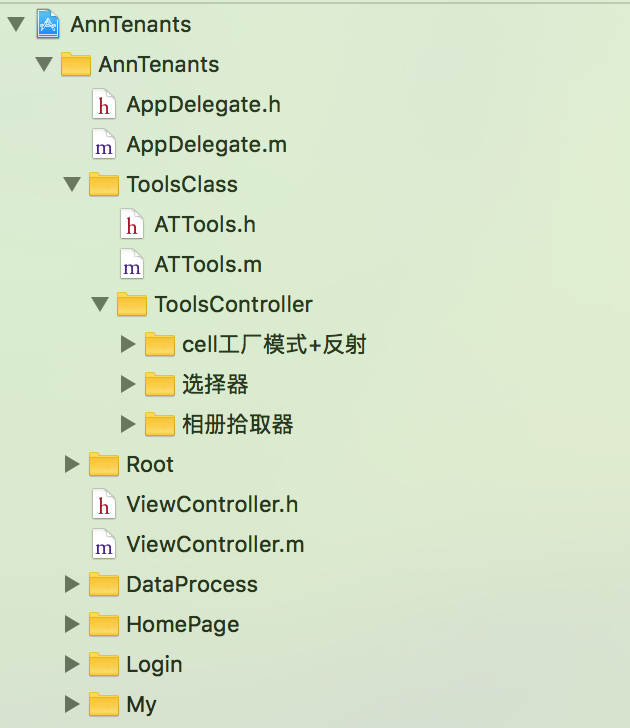 AnnTenants
AnnTenants
h AppDelegate.h
m AppDelegate.m
ToolsClass
h ATTools.h
m ATTools.m
ToolsController
cell工厂模式+反射
选择器
相册拾取器
Root
h ViewController.h
m ViewController.m
DataProcess
HomePage
Login
My